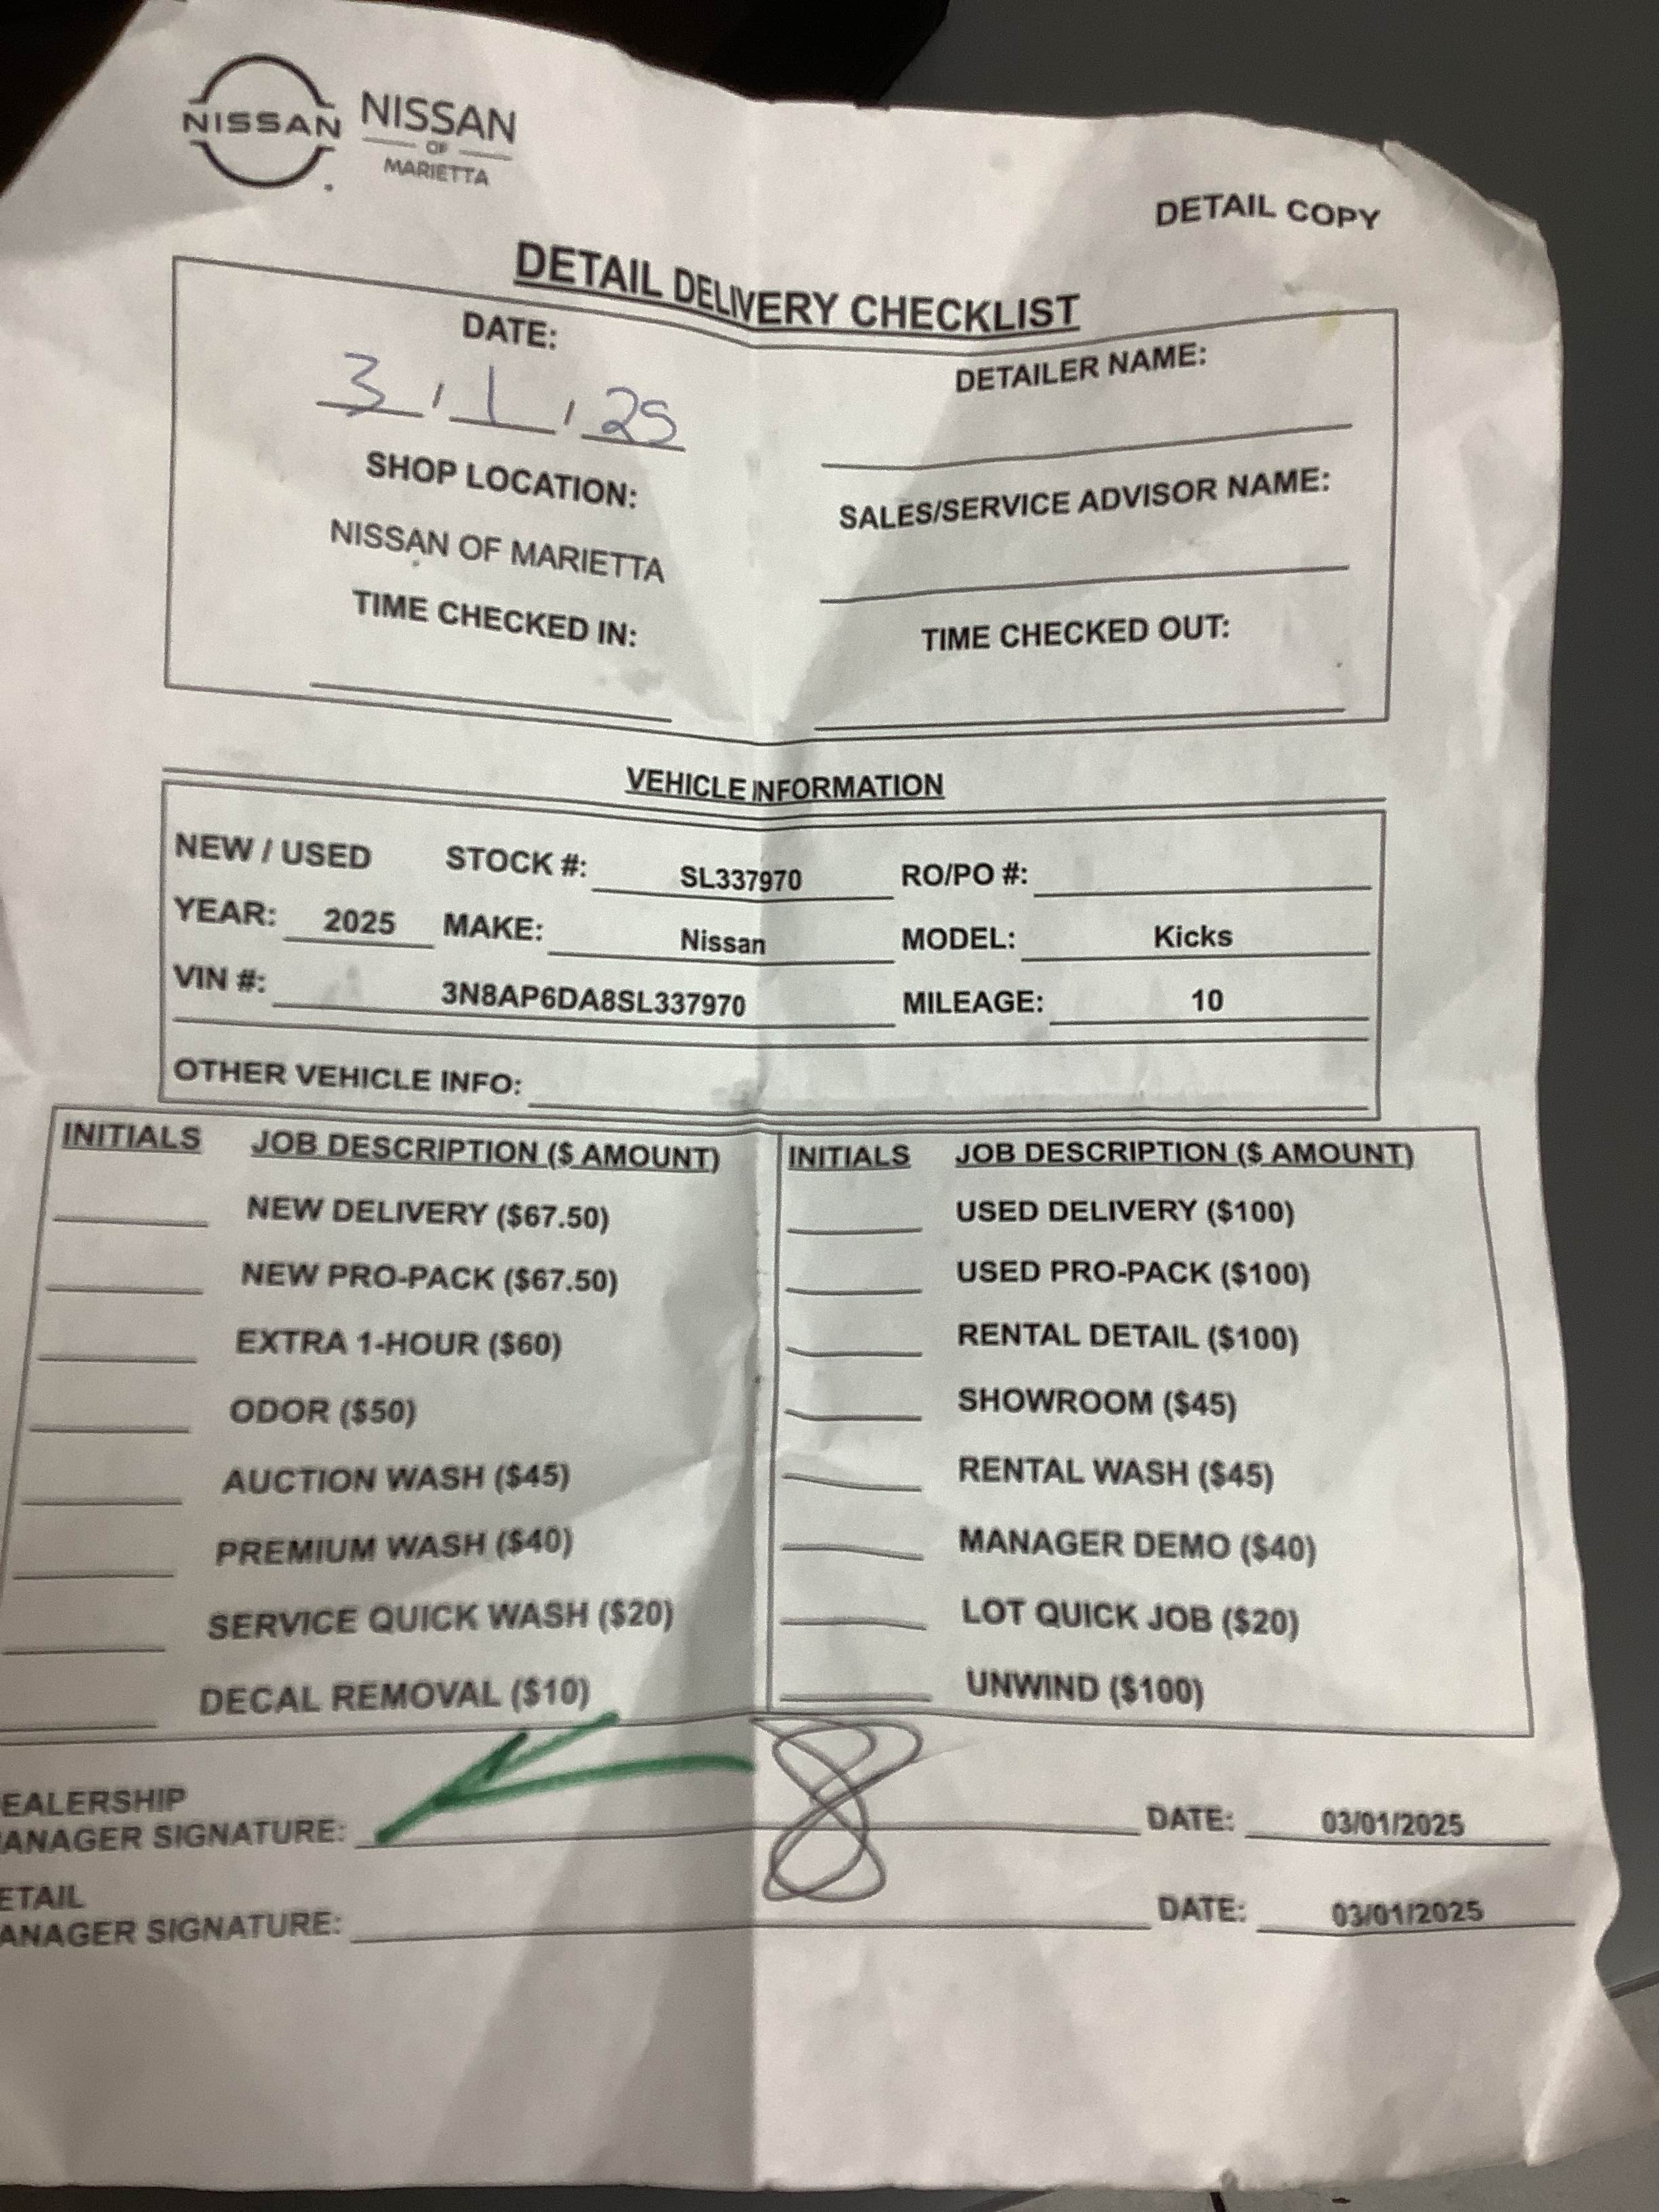 NISSAN NISSAN
OF
MARIETTA
DETAIL COPY
DETAIL DELIVERY CHECKLIST
DATE: DETAILER NAME:
3 / 1 / 25
SHOP LOCATION: SALES/SERVICE ADVISOR NAME:
NISSAN OF MARIETTA
TIME CHECKED IN: TIME CHECKED OUT:
VEHICLE INFORMATION
NEW / USED STOCK #: SL337970 RO/PO #:
YEAR: 2025 MAKE: Nissan MODEL: Kicks
VIN #: 3N8AP6DA8SL337970 MILEAGE: 10
OTHER VEHICLE INFO:
INITIALS JOB DESCRIPTION ($ AMOUNT) INITIALS JOB DESCRIPTION ($ AMOUNT)
NEW DELIVERY ($67.50) USED DELIVERY ($100)
NEW PRO-PACK ($67.50) USED PRO-PACK ($100)
EXTRA 1-HOUR ($60) RENTAL DETAIL ($100)
ODOR ($50) SHOWROOM ($45)
AUCTION WASH ($45) RENTAL WASH ($45)
PREMIUM WASH ($40) MANAGER DEMO ($40)
SERVICE QUICK WASH ($20) LOT QUICK JOB ($20)
DECAL REMOVAL ($10) UNWIND ($100)
EALERSHIP
ANAGER SIGNATURE: DATE: 03/01/2025
ETAIL
ANAGER SIGNATURE: DATE: 03/01/2025